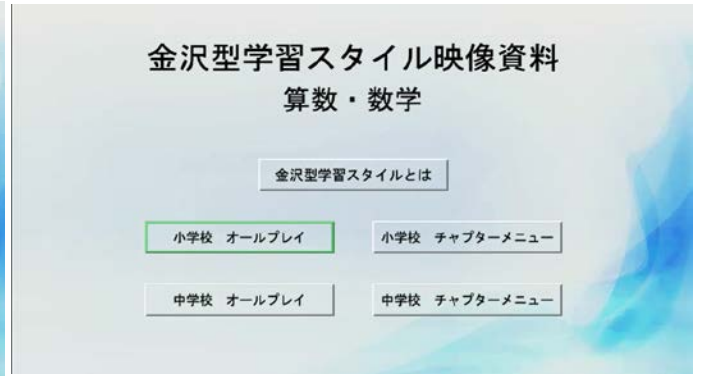 金沢型学習スタイル映像資料
算数・数学
金沢型学習スタイルとは
小学校 オールプレイ
小学校 チャプターメニュー
中学校 オールプレイ
中学校 チャプターメニュー